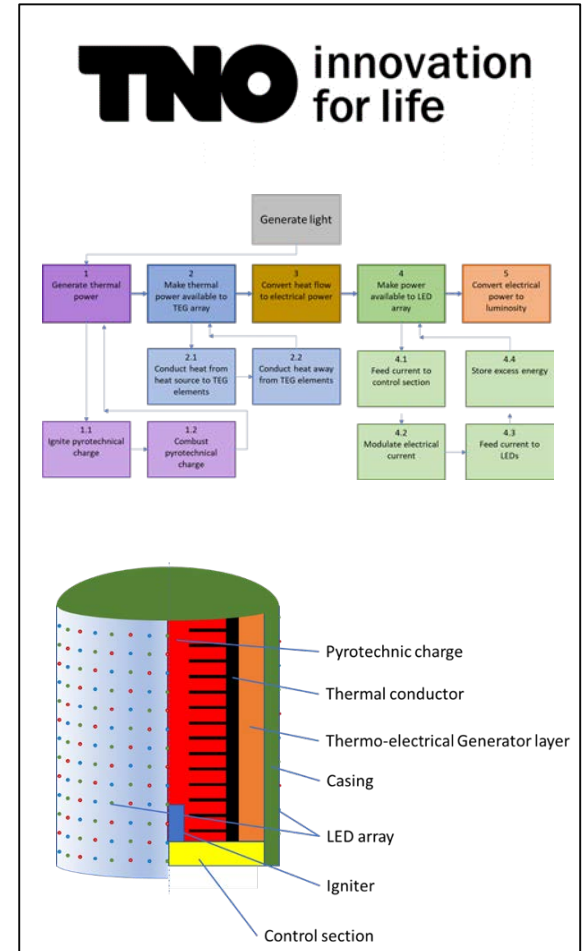 TNO innovation
for life
Generate light
1
Generate thermal
power
2
Make thermal
power available to
TEG array
3
Convert heat flow
to electrical power
4
Make power
available to LED
array
5
Convert electrical
power to
luminosity
2.1
Conduct heat from
heat source to TEG
elements
2.2
Conduct heat away
from TEG elements
4.1
Feed current to
control section
4.4
Store excess energy
1.1
Ignite pyrotechnical
charge
1.2
Combust
pyrotechnical
charge
4.2
Modulate electrical
current
4.3
Feed current to
LEDs
Pyrotechnic charge
Thermal conductor
Thermo-electrical Generator layer
Casing
LED array
Igniter
Control section